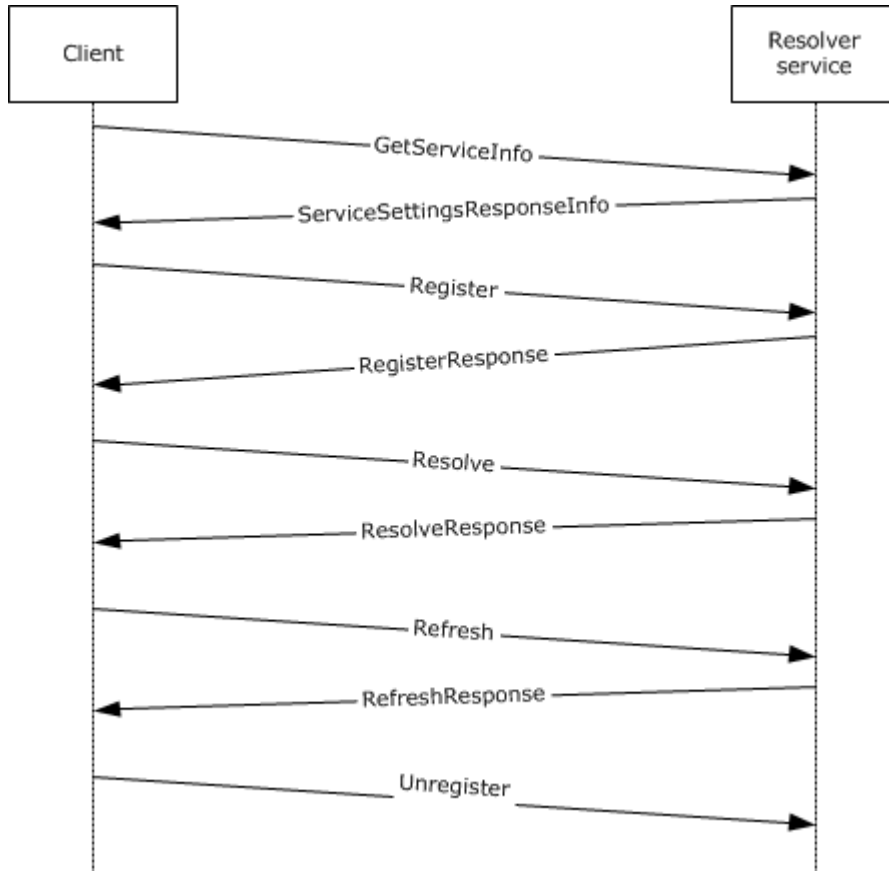 Client
Resolver
service
GetServiceInfo
ServiceSettingsResponseInfo
Register
RegisterResponse
Resolve
ResolveResponse
Refresh
RefreshResponse
Unregister